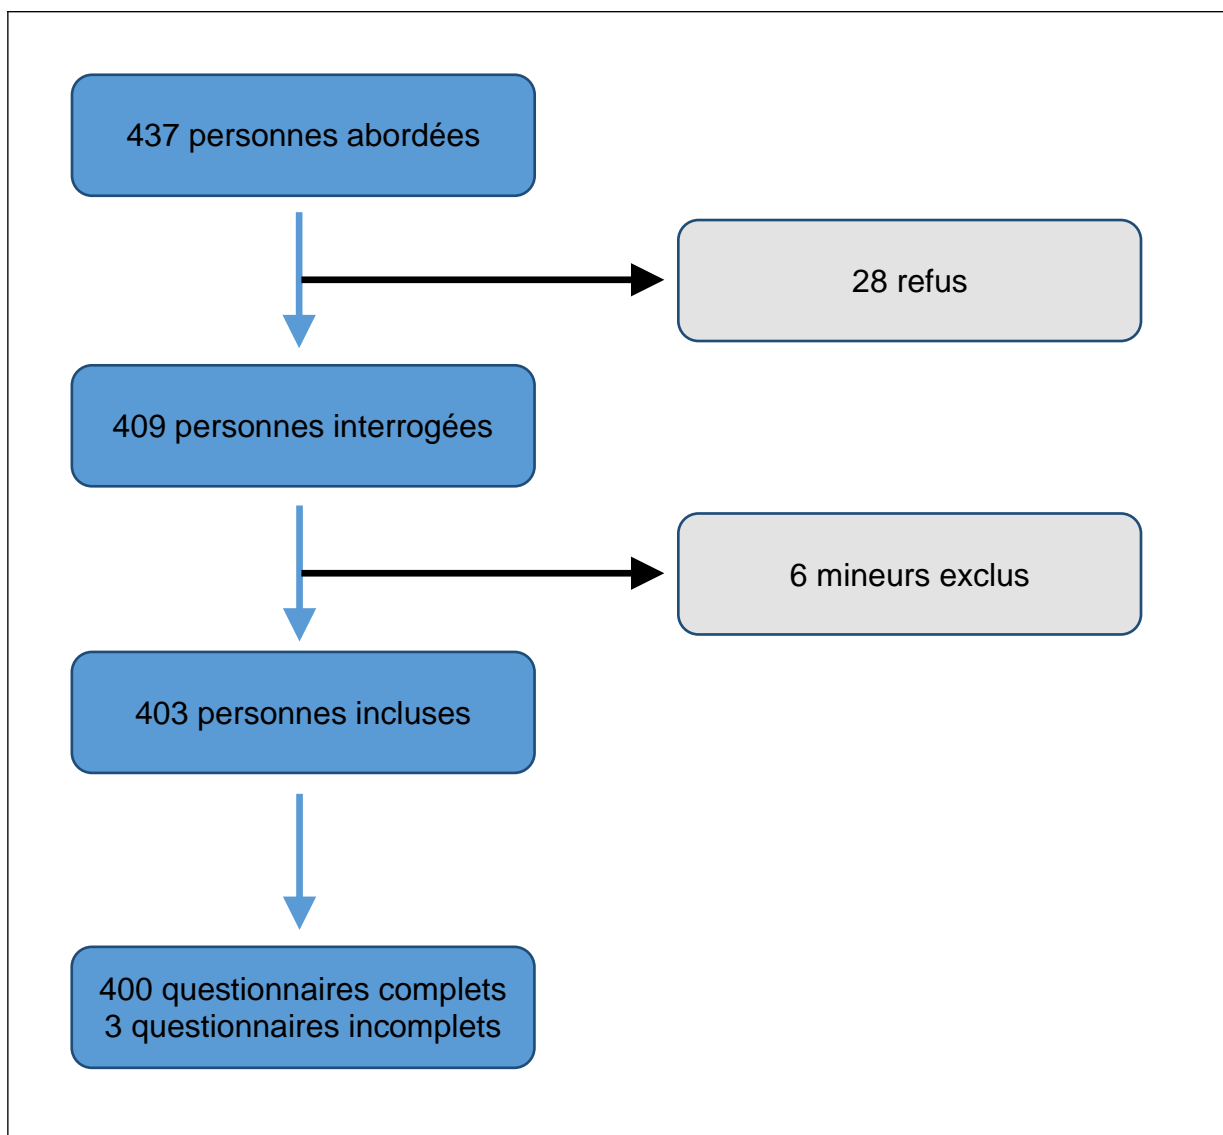 437 personnes abordées
28 refus
409 personnes interrogées
6 mineurs exclus
403 personnes incluses
400 questionnaires complets
3 questionnaires incomplets